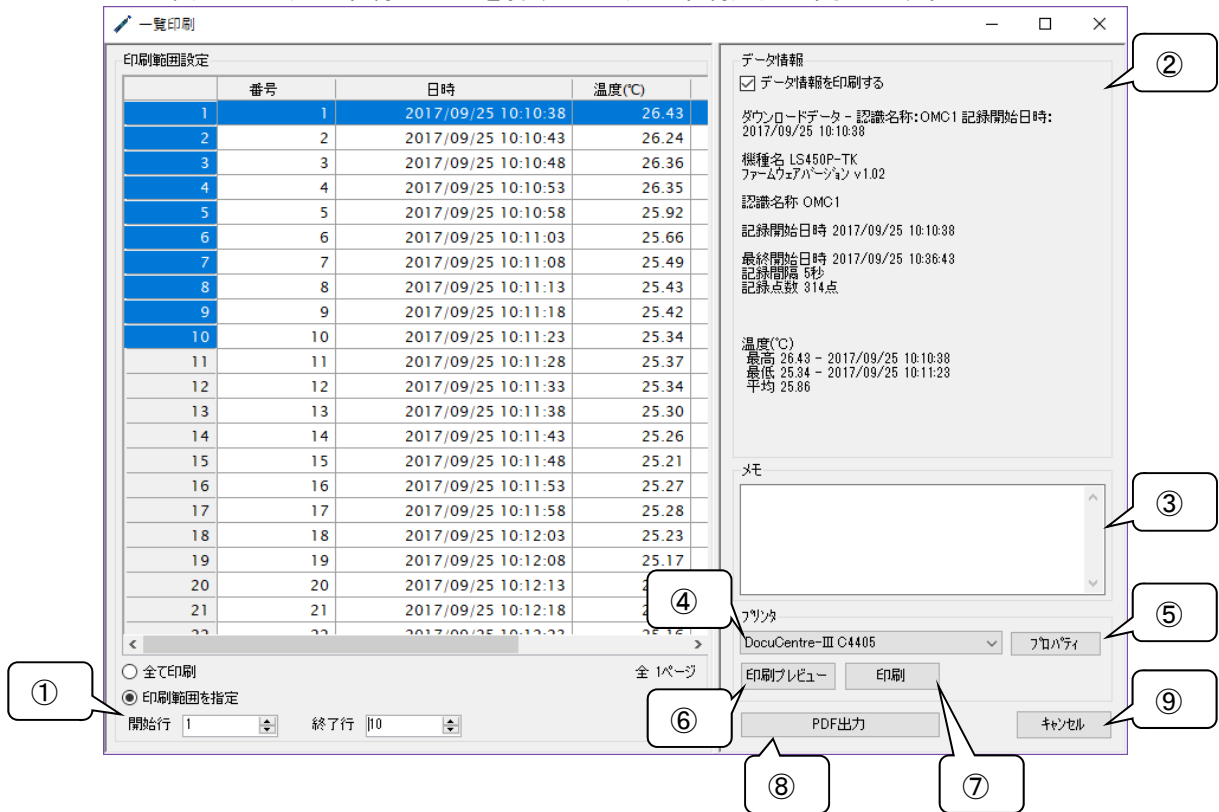 一覧印刷
印刷範囲設定
番号 日時 温度(℃)
1 1 2017/09/25 10:10:38 26.43
2 2 2017/09/25 10:10:43 26.24
3 3 2017/09/25 10:10:48 26.36
4 4 2017/09/25 10:10:53 26.35
5 5 2017/09/25 10:10:58 25.92
6 6 2017/09/25 10:11:03 25.66
7 7 2017/09/25 10:11:08 25.49
8 8 2017/09/25 10:11:13 25.43
9 9 2017/09/25 10:11:18 25.42
10 10 2017/09/25 10:11:23 25.34
11 11 2017/09/25 10:11:28 25.37
12 12 2017/09/25 10:11:33 25.34
13 13 2017/09/25 10:11:38 25.30
14 14 2017/09/25 10:11:43 25.26
15 15 2017/09/25 10:11:48 25.21
16 16 2017/09/25 10:11:53 25.27
17 17 2017/09/25 10:11:58 25.28
18 18 2017/09/25 10:12:03 25.23
19 19 2017/09/25 10:12:08 25.17
20 20 2017/09/25 10:12:13
21 21 2017/09/25 10:12:18
○ 全て印刷 全 1ページ
◉ 印刷範囲を指定
開始行 1 終了行 10
①
データ情報
☑ データ情報を印刷する
②
ダウンロードデータ - 認識名称:OMC1 記録開始日時:
2017/09/25 10:10:38
機種名 LS450P-TK
ファームウェアバージョン v1.02
認識名称 OMC1
記録開始日時 2017/09/25 10:10:38
最終開始日時 2017/09/25 10:36:43
記録間隔 5秒
記録点数 314点
温度(℃)
最高 26.43 - 2017/09/25 10:10:38
最低 25.34 - 2017/09/25 10:11:23
平均 25.86
メモ
③
④
プリンタ
DocuCentre-Ⅲ C4405 プロパティ
⑤
印刷プレビュー 印刷
⑥
PDF出力 キャンセル
⑨
⑧ ⑦